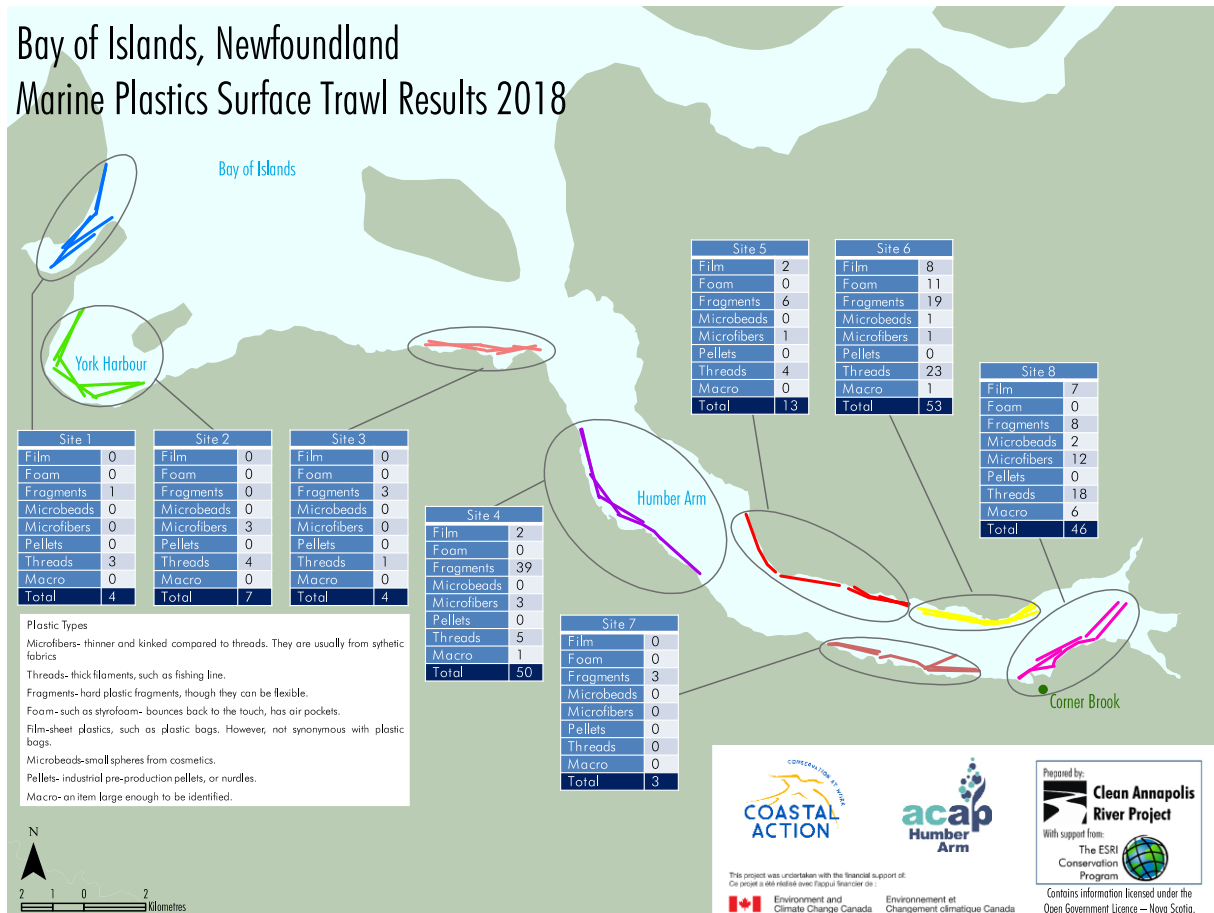 Bay of Islands, Newfoundland
Marine Plastics Surface Trawl Results 2018
Bay of Islands
York Harbour
Humber Arm
Corner Brook
Site 1
Film 0
Foam 0
Fragments 1
Microbeads 0
Microfibers 0
Pellets 0
Threads 3
Macro 0
Total 4
Site 2
Film 0
Foam 0
Fragments 0
Microbeads 0
Microfibers 3
Pellets 0
Threads 4
Macro 0
Total 7
Site 3
Film 0
Foam 0
Fragments 3
Microbeads 0
Microfibers 0
Pellets 0
Threads 1
Macro 0
Total 4
Site 4
Film 2
Foam 0
Fragments 39
Microbeads 0
Microfibers 3
Pellets 0
Threads 5
Macro 1
Total 50
Site 5
Film 2
Foam 0
Fragments 6
Microbeads 0
Microfibers 1
Pellets 0
Threads 4
Macro 0
Total 13
Site 6
Film 8
Foam 11
Fragments 19
Microbeads 1
Microfibers 1
Pellets 0
Threads 23
Macro 1
Total 53
Site 7
Film 0
Foam 0
Fragments 3
Microbeads 0
Microfibers 0
Pellets 0
Threads 0
Macro 0
Total 3
Site 8
Film 7
Foam 0
Fragments 8
Microbeads 2
Microfibers 12
Pellets 0
Threads 18
Macro 6
Total 46
Plastic Types
Microfibers- thinner and kinked compared to threads. They are usually from sythetic
fabrics
Threads- thick filaments, such as fishing line.
Fragments- hard plastic fragments, though they can be flexible.
Foam- such as styrofoam- bounces back to the touch, has air pockets.
Film-sheet plastics, such as plastic bags. However, not synonymous with plastic
bags.
Microbeads-small spheres from cosmetics.
Pellets- industrial pre-production pellets, or nurdles.
Macro- an item large enough to be identified.
N
2 1 0 2
Kilometres
CONSERVATION AT WORK
COASTAL
ACTION
acap
Humber
Arm
Prepared by:
Clean Annapolis
River Project
With support from:
The ESRI
Conservation
Program
This project was undertaken with the financial support of:
Ce projet a été réalisé avec l'appui financier de :
Environment and
Climate Change Canada
Environnement et
Changement climatique Canada
Contains information licensed under the
Open Government Licence – Nova Scotia.